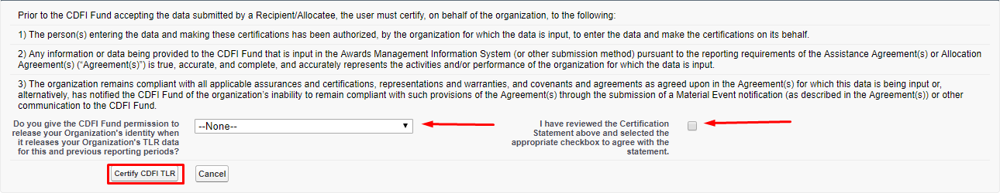 Prior to the CDFI Fund accepting the data submitted by a Recipient/Allocatee, the user must certify, on behalf of the organization, to the following:
1) The person(s) entering the data and making these certifications has been authorized, by the organization for which the data is input, to enter the data and make the certifications on its behalf.
2) Any information or data being provided to the CDFI Fund that is input in the Awards Management Information System (or other submission method) pursuant to the reporting requirements of the Assistance Agreement(s) or Allocation
Agreement(s) (“Agreement(s)”) is true, accurate, and complete, and accurately represents the activities and/or performance of the organization for which the data is input.
3) The organization remains compliant with all applicable assurances and certifications, representations and warranties, and covenants and agreements as agreed upon in the Agreement(s) for which this data is being input or,
alternatively, has notified the CDFI Fund of the organization’s inability to remain compliant with such provisions of the Agreement(s) through the submission of a Material Event notification (as described in the Agreement(s)) or other
communication to the CDFI Fund.
Do you give the CDFI Fund permission to
release your Organization's identity when
it releases your Organization's TLR data
for this and previous reporting periods?
--None--
I have reviewed the Certification
Statement above and selected the
appropriate checkbox to agree with the
statement.
Certify CDFI TLR
Cancel